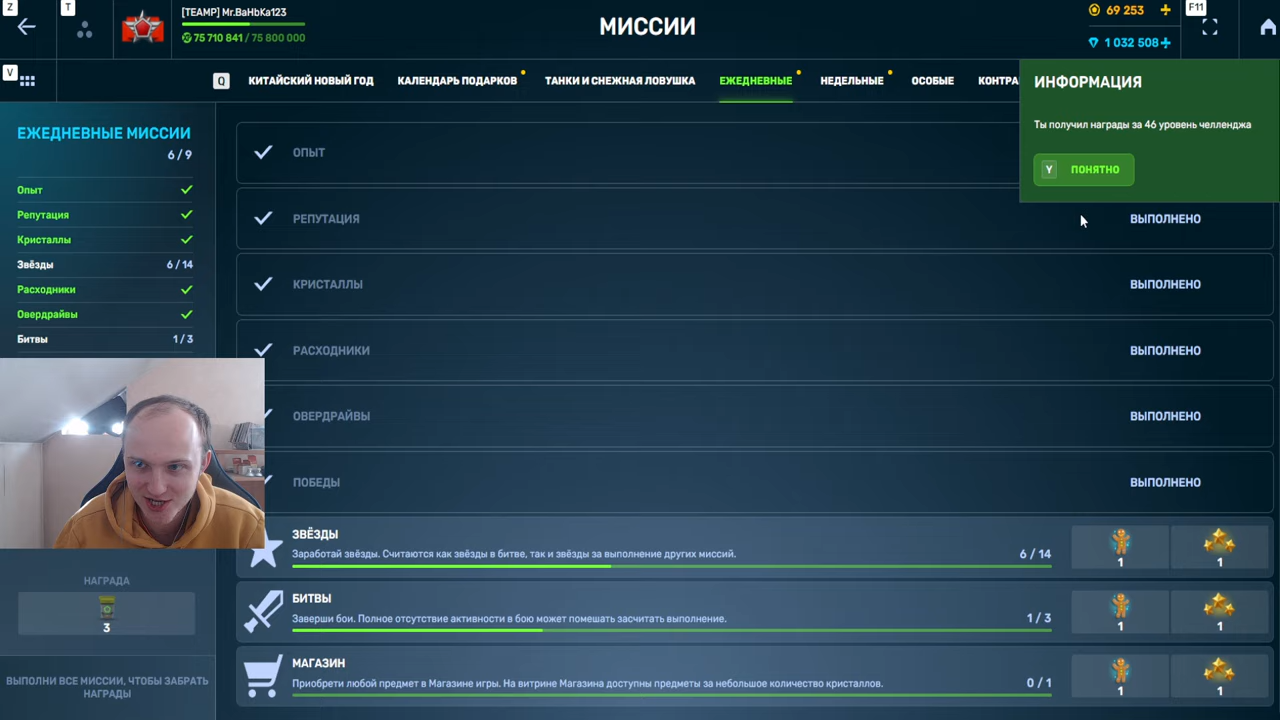 Z
T
[TEAMP] Mr.BaHbKa123
75 710 841 / 75 800 000
МИССИИ
69 253
1 032 508
F11
V
Q
КИТАЙСКИЙ НОВЫЙ ГОД
КАЛЕНДАРЬ ПОДАРКОВ
ТАНКИ И СНЕЖНАЯ ЛОВУШКА
ЕЖЕДНЕВНЫЕ
НЕДЕЛЬНЫЕ
ОСОБЫЕ
КОНТРА
ИНФОРМАЦИЯ
Ты получил награды за 46 уровень челленджа
Y ПОНЯТНО
ЕЖЕДНЕВНЫЕ МИССИИ
6 / 9
Опыт
Репутация
Кристаллы
Звёзды 6 / 14
Расходники
Овердрайвы
Битвы 1 / 3
НАГРАДА
3
ВЫПОЛНИ ВСЕ МИССИИ, ЧТОБЫ ЗАБРАТЬ
НАГРАДЫ
ОПЫТ
РЕПУТАЦИЯ ВЫПОЛНЕНО
КРИСТАЛЛЫ ВЫПОЛНЕНО
РАСХОДНИКИ ВЫПОЛНЕНО
ОВЕРДРАЙВЫ ВЫПОЛНЕНО
ПОБЕДЫ ВЫПОЛНЕНО
ЗВЁЗДЫ
Заработай звёзды. Считаются как звёзды в битве, так и звёзды за выполнение других миссий. 6 / 14
1 1
БИТВЫ
Заверши бои. Полное отсутствие активности в бою может помешать засчитать выполнение. 1 / 3
1 1
МАГАЗИН
Приобрети любой предмет в Магазине игры. На витрине Магазина доступны предметы за небольшое количество кристаллов. 0 / 1
1 1